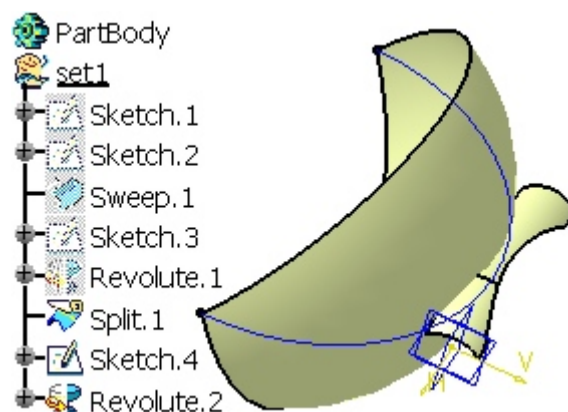 PartBody
set1
Sketch.1
Sketch.2
Sweep.1
Sketch.3
Revolute.1
Split.1
Sketch.4
Revolute.2
V
H